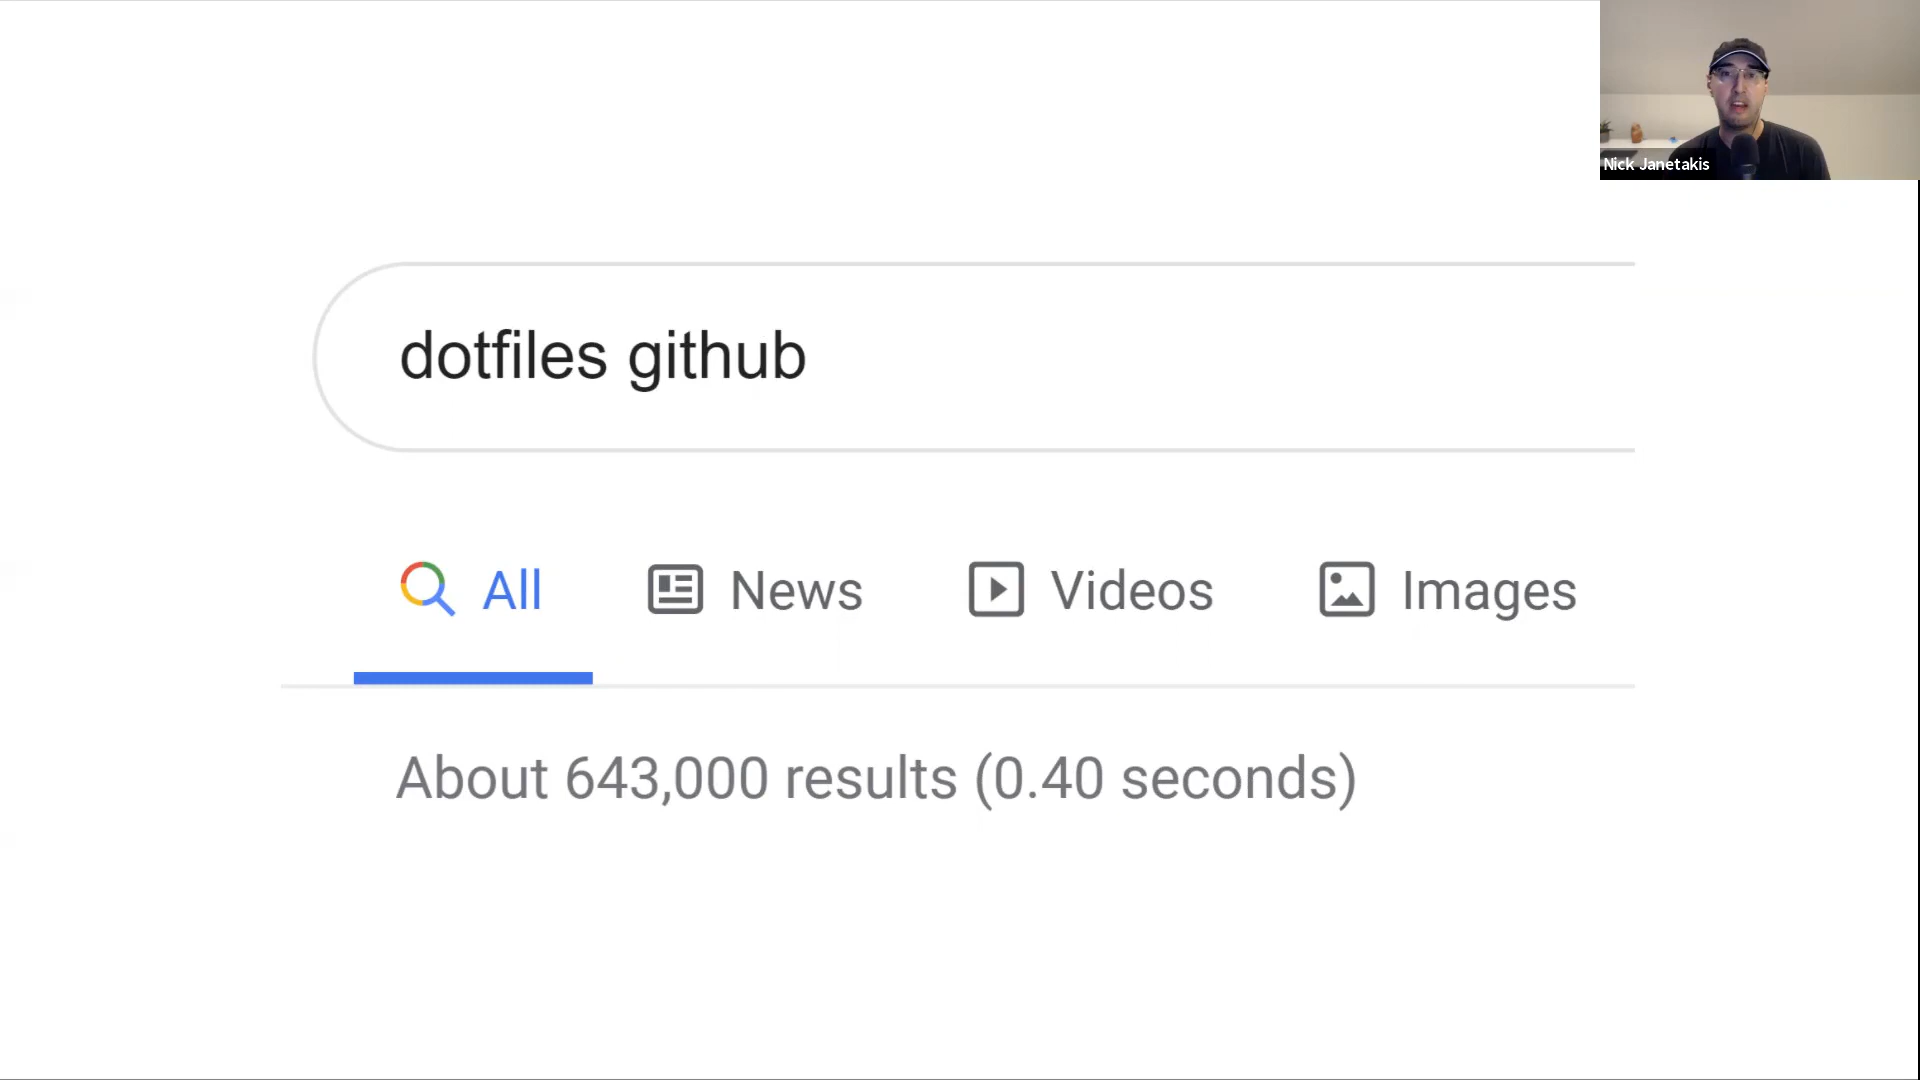 Nick Janetakis
dotfiles github
All News Videos Images
About 643,000 results (0.40 seconds)